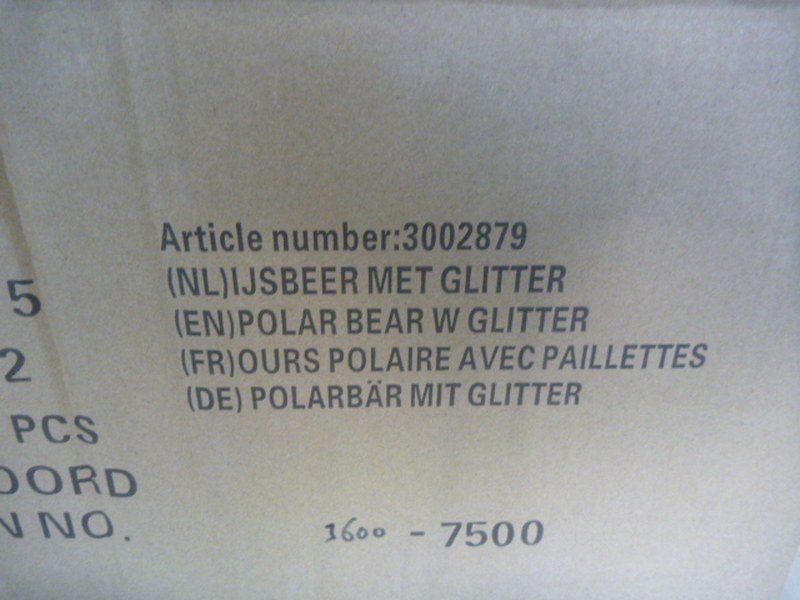 Article number:3002879
(NL)IJSBEER MET GLITTER
(EN)POLAR BEAR W GLITTER
(FR)OURS POLAIRE AVEC PAILLETTES
(DE) POLARBÄR MIT GLITTER
5
2
PCS
OORD
N NO.
1600 - 7500